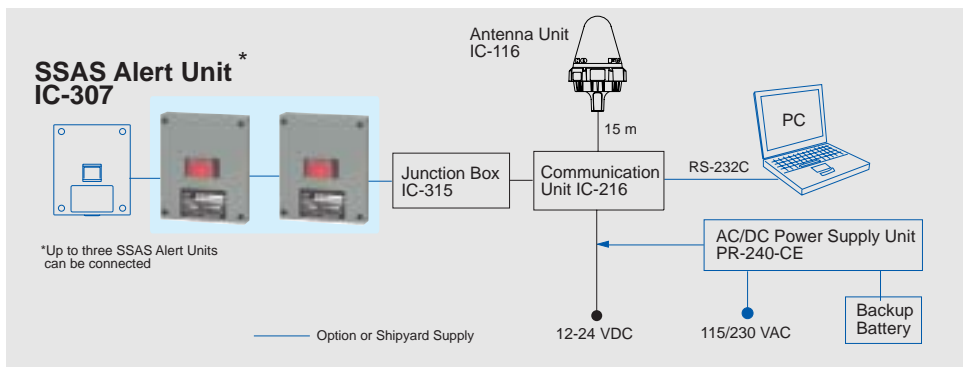 SSAS Alert Unit *
IC-307
Antenna Unit
IC-116
15 m
PC
RS-232C
Junction Box
IC-315
Communication
Unit IC-216
AC/DC Power Supply Unit
PR-240-CE
*Up to three SSAS Alert Units
can be connected
Option or Shipyard Supply
12-24 VDC
115/230 VAC
Backup
Battery